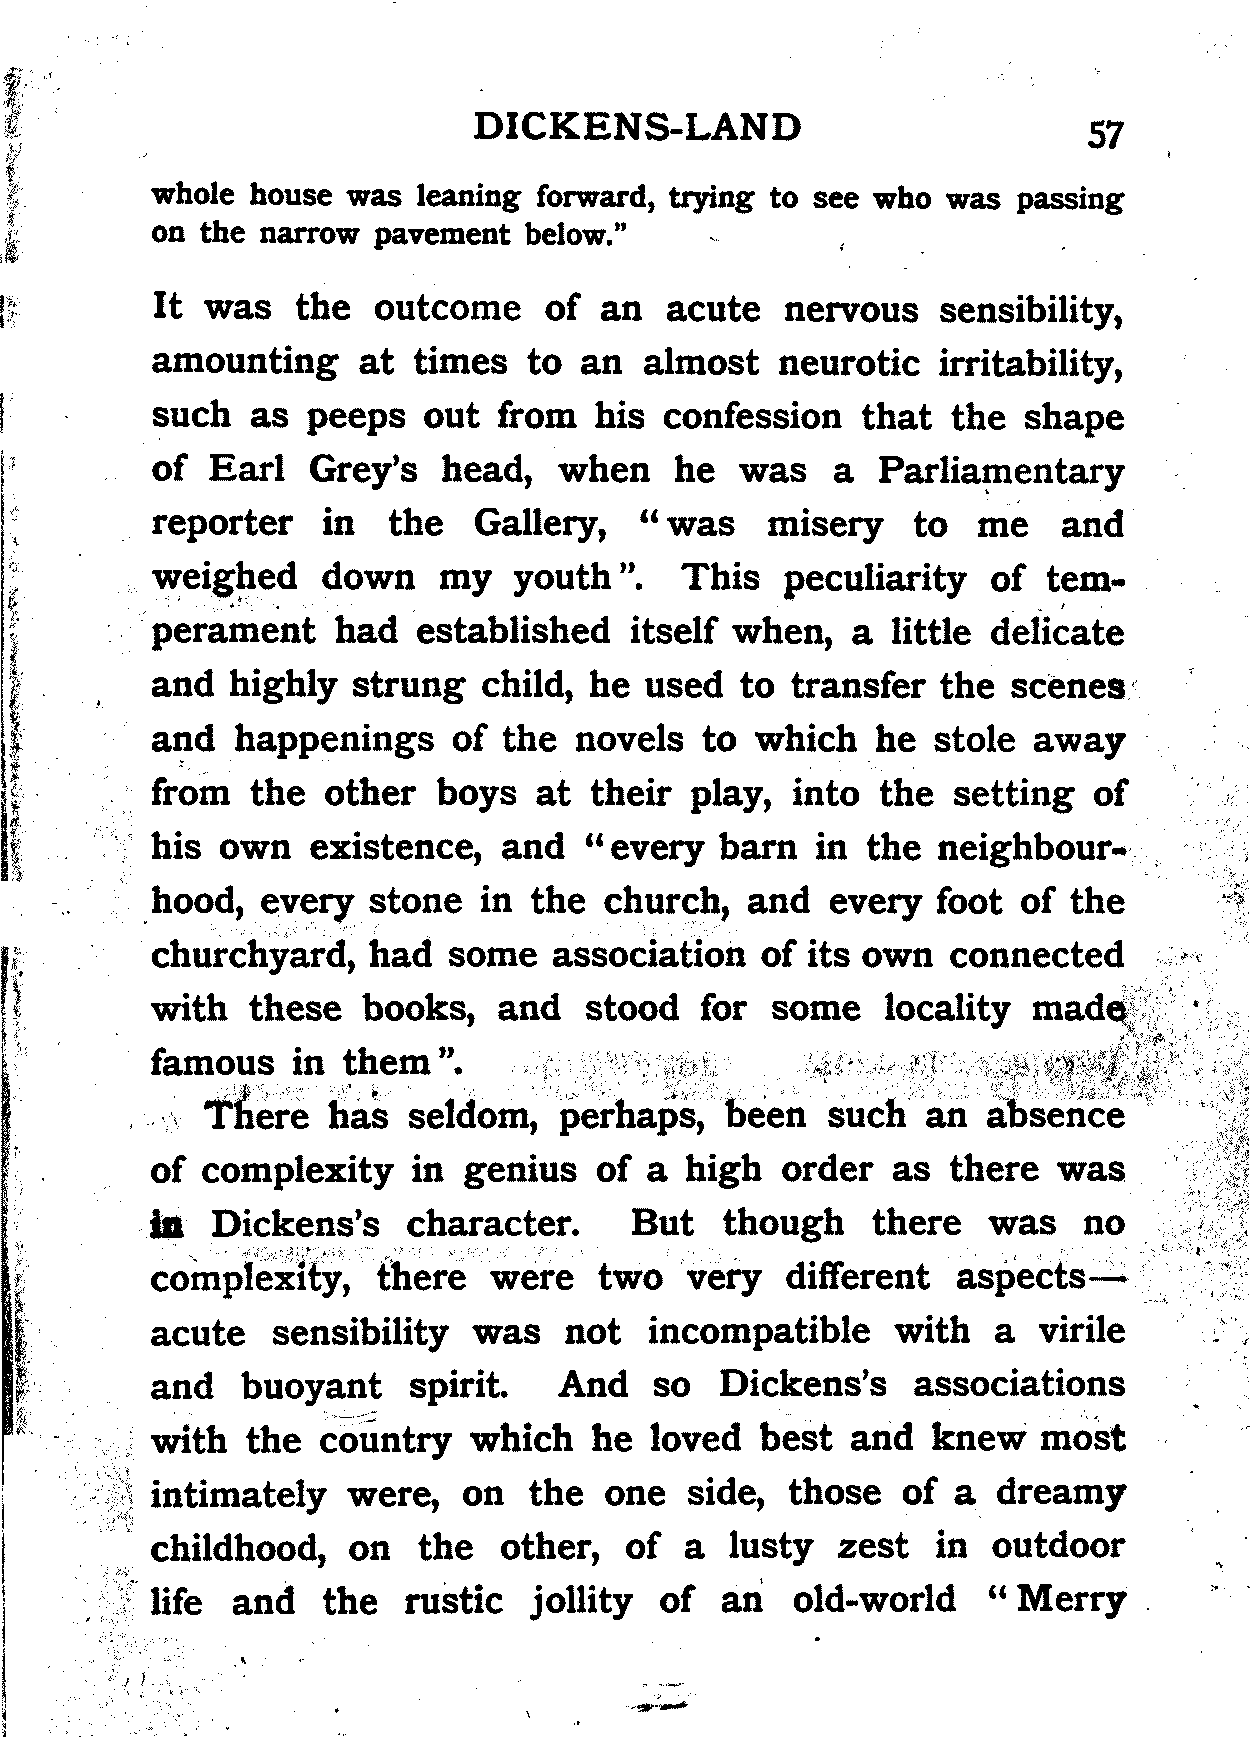 DICKENS-LAND 57
whole house was leaning forward, trying to see who was passing
on the narrow pavement below."
It was the outcome of an acute nervous sensibility,
amounting at times to an almost neurotic irritability,
such as peeps out from his confession that the shape
of Earl Grey's head, when he was a Parliamentary
reporter in the Gallery, "was misery to me and
weighed down my youth". This peculiarity of tem-
perament had established itself when, a little delicate
and highly strung child, he used to transfer the scenes
and happenings of the novels to which he stole away
from the other boys at their play, into the setting of
his own existence, and "every barn in the neighbour-
hood, every stone in the church, and every foot of the
churchyard, had some association of its own connected
with these books, and stood for some locality made
famous in them".
There has seldom, perhaps, been such an absence
of complexity in genius of a high order as there was
in Dickens's character. But though there was no
complexity, there were two very different aspects—
acute sensibility was not incompatible with a virile
and buoyant spirit. And so Dickens's associations
with the country which he loved best and knew most
intimately were, on the one side, those of a dreamy
childhood, on the other, of a lusty zest in outdoor
life and the rustic jollity of an old-world "Merry